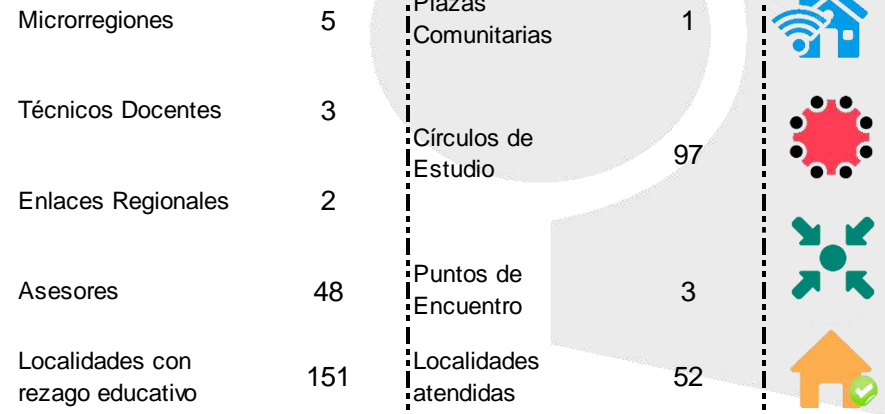 Microrregiones 5
Plazas
Comunitarias 1
Técnicos Docentes 3
Círculos de
Estudio 97
Enlaces Regionales 2
Asesores 48
Puntos de
Encuentro 3
Localidades con
rezago educativo 151
Localidades
atendidas 52